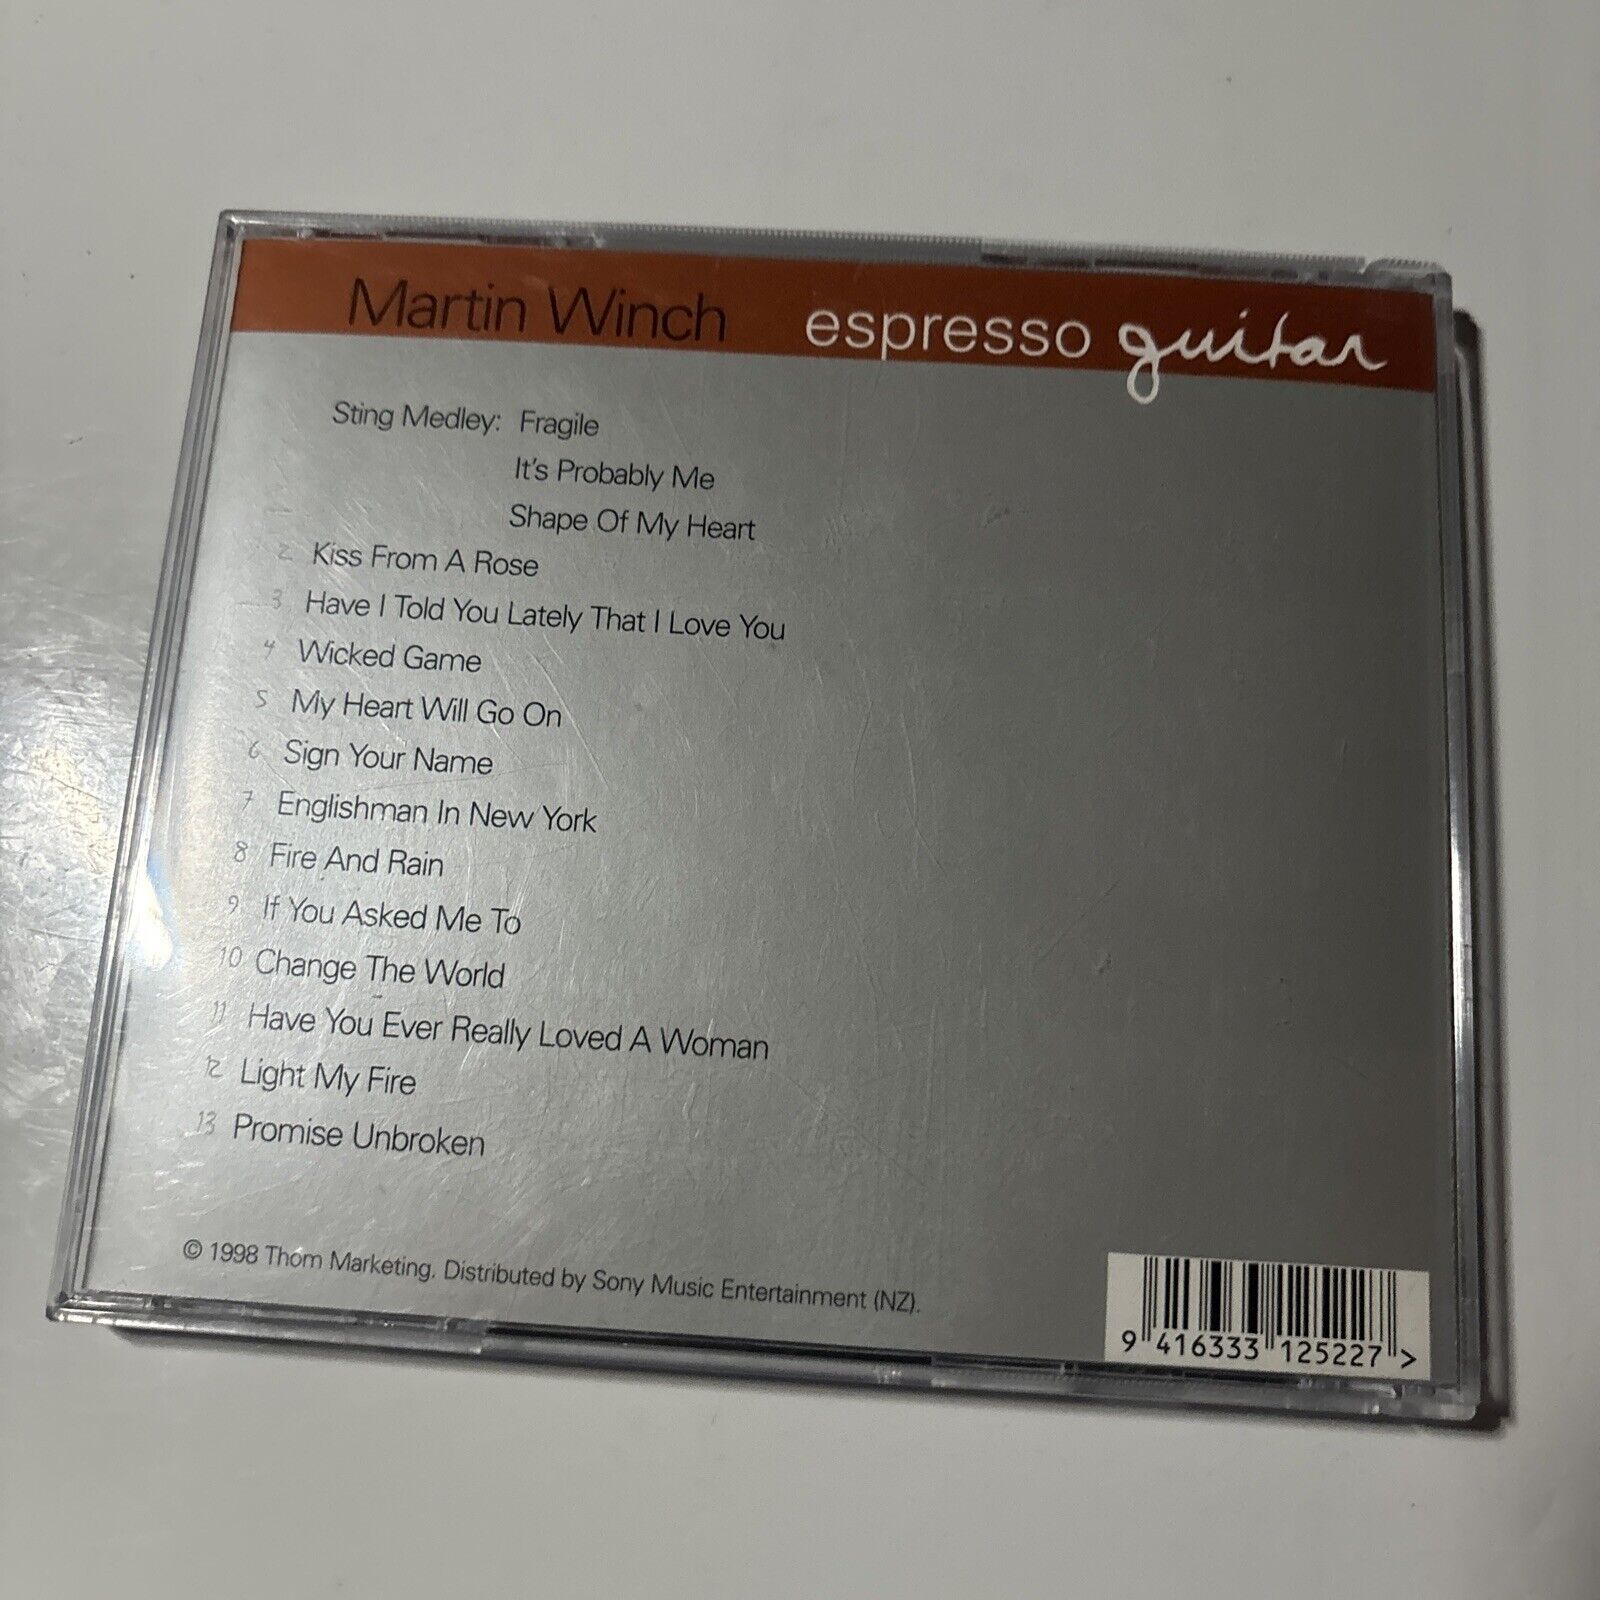 Martin Winch espresso guitar
Sting Medley: Fragile
It's Probably Me
Shape Of My Heart
2 Kiss From A Rose
3 Have I Told You Lately That I Love You
4 Wicked Game
5 My Heart Will Go On
6 Sign Your Name
7 Englishman In New York
8 Fire And Rain
9 If You Asked Me To
10 Change The World
11 Have You Ever Really Loved A Woman
12 Light My Fire
13 Promise Unbroken
© 1998 Thom Marketing. Distributed by Sony Music Entertainment (NZ).
9 416333 125227 >